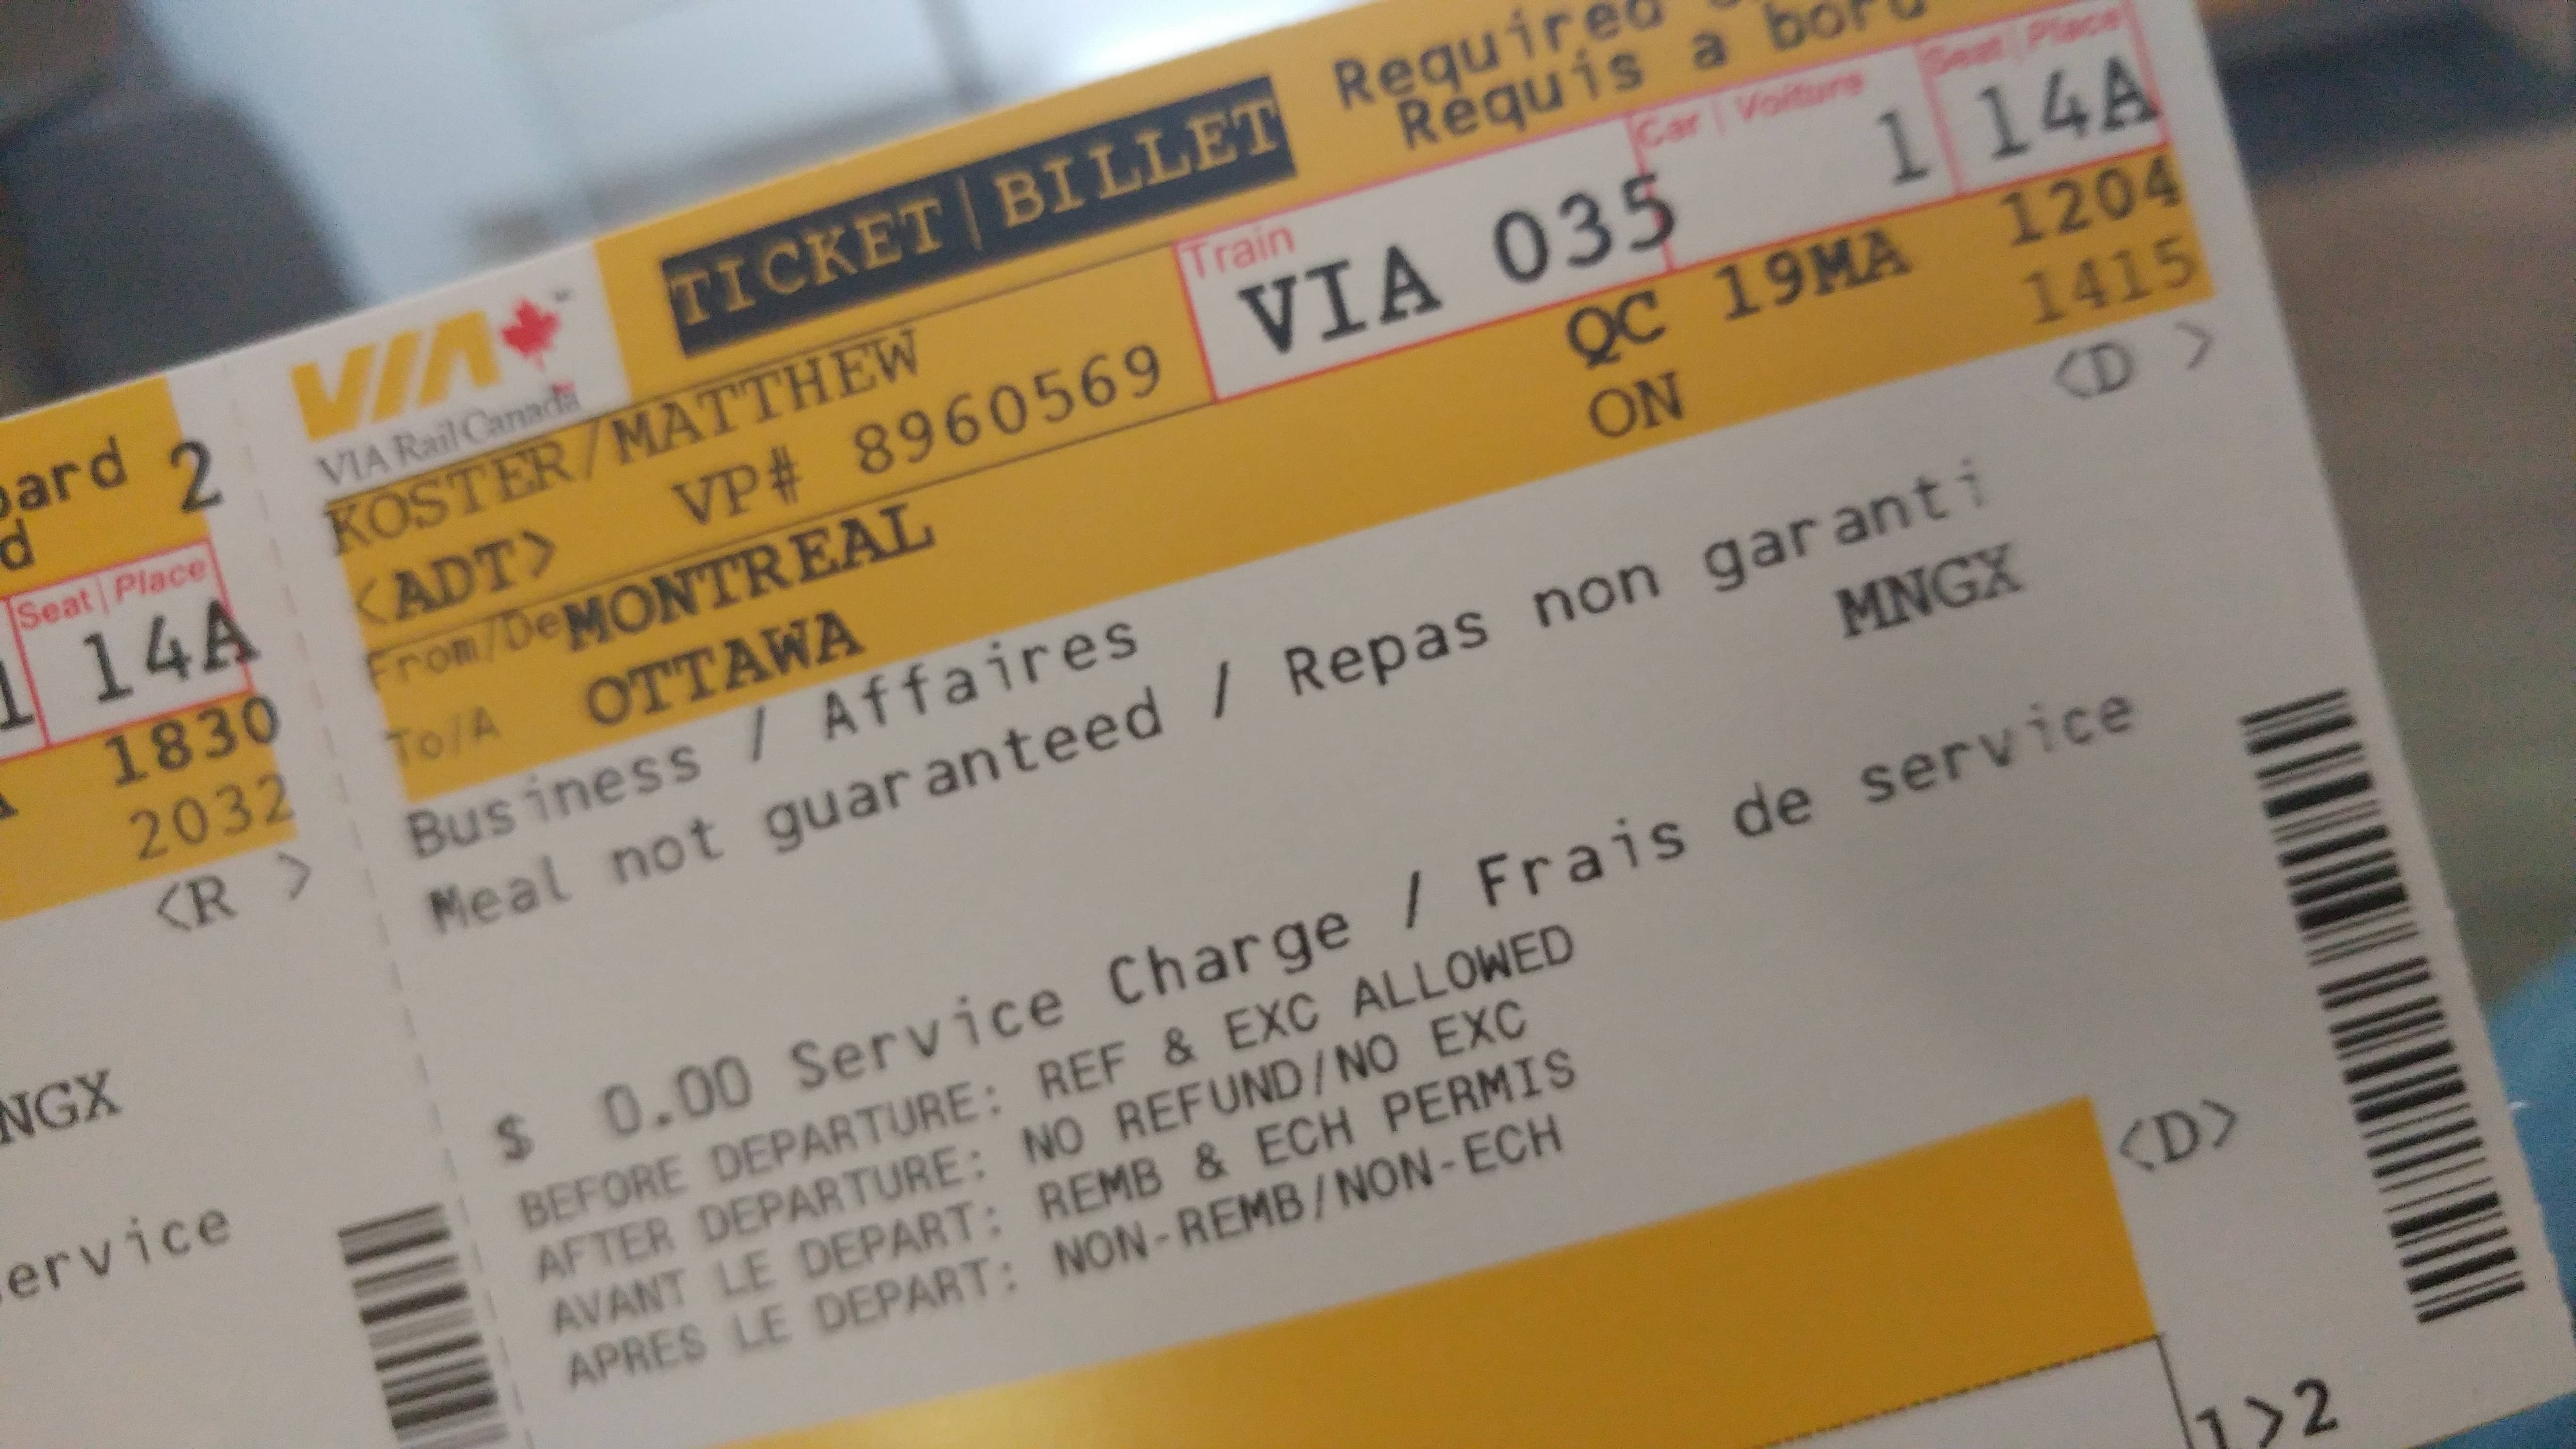 oard 2
d
Seat | Place
1 14A
1830
2032
<R >
NGX
ervice
TICKET|BILLET
Required
Requis a bord
VIA
VIA Rail Canada
KOSTER/MATTHEW
<ADT> VP# 8960569
Train
VIA 035
Car | Voiture
1
Seat | Place
14A
From/De MONTREAL QC 19MA 1204
To/A OTTAWA ON 1415
Business / Affaires <D >
Meal not guaranteed / Repas non garanti
MNGX
$ 0.00 Service Charge / Frais de service
BEFORE DEPARTURE: REF & EXC ALLOWED
AFTER DEPARTURE: NO REFUND/NO EXC
AVANT LE DEPART: REMB & ECH PERMIS
APRES LE DEPART: NON-REMB/NON-ECH
<D>
1>2